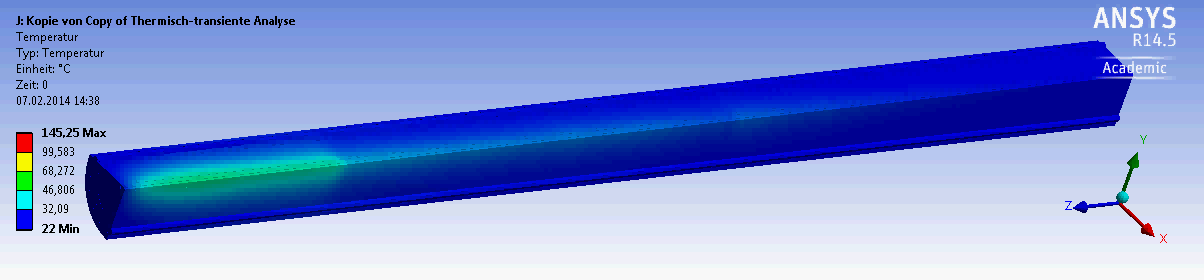 J: Kopie von Copy of Thermisch-transiente Analyse
Temperatur
Typ: Temperatur
Einheit: °C
Zeit: 0
07.02.2014 14:38
145,25 Max
99,583
68,272
46,806
32,09
22 Min
ANSYS
R14.5
Academic
Y
Z
X